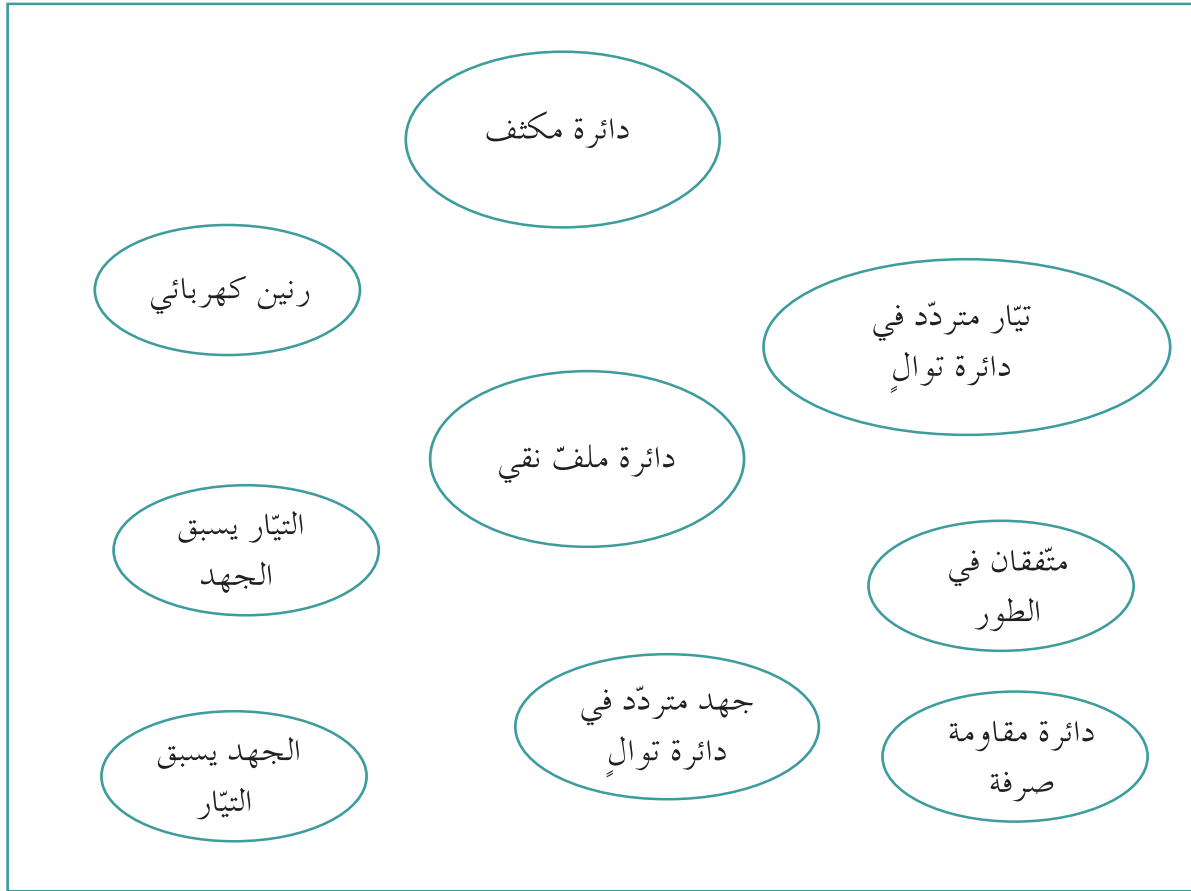 دائرة مكثف
رنين كهربائي
تيّار متردّد في
دائرة توالٍ
دائرة ملفّ نقي
التيّار يسبق
الجهد
متّفقان في
الطور
جهد متردّد في
دائرة توالٍ
دائرة مقاومة
صرفة
الجهد يسبق
التيّار